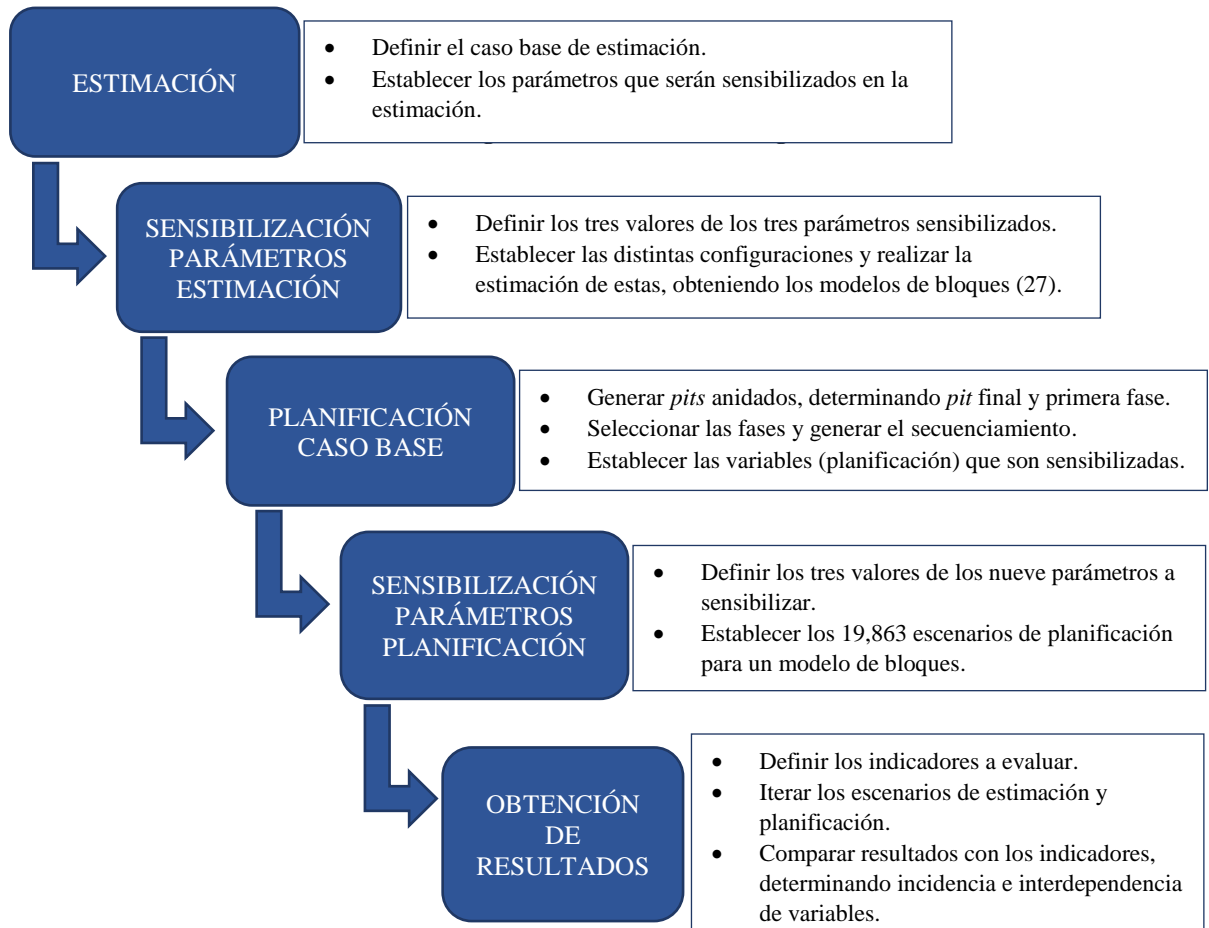 ESTIMACIÓN
• Definir el caso base de estimación.
• Establecer los parámetros que serán sensibilizados en la
estimación.
SENSIBILIZACIÓN
PARÁMETROS
ESTIMACIÓN
• Definir los tres valores de los tres parámetros sensibilizados.
• Establecer las distintas configuraciones y realizar la
estimación de estas, obteniendo los modelos de bloques (27).
PLANIFICACIÓN
CASO BASE
• Generar pits anidados, determinando pit final y primera fase.
• Seleccionar las fases y generar el secuenciamiento.
• Establecer las variables (planificación) que son sensibilizadas.
SENSIBILIZACIÓN
PARÁMETROS
PLANIFICACIÓN
• Definir los tres valores de los nueve parámetros a
sensibilizar.
• Establecer los 19,863 escenarios de planificación
para un modelo de bloques.
OBTENCIÓN
DE
RESULTADOS
• Definir los indicadores a evaluar.
• Iterar los escenarios de estimación y
planificación.
• Comparar resultados con los indicadores,
determinando incidencia e interdependencia
de variables.